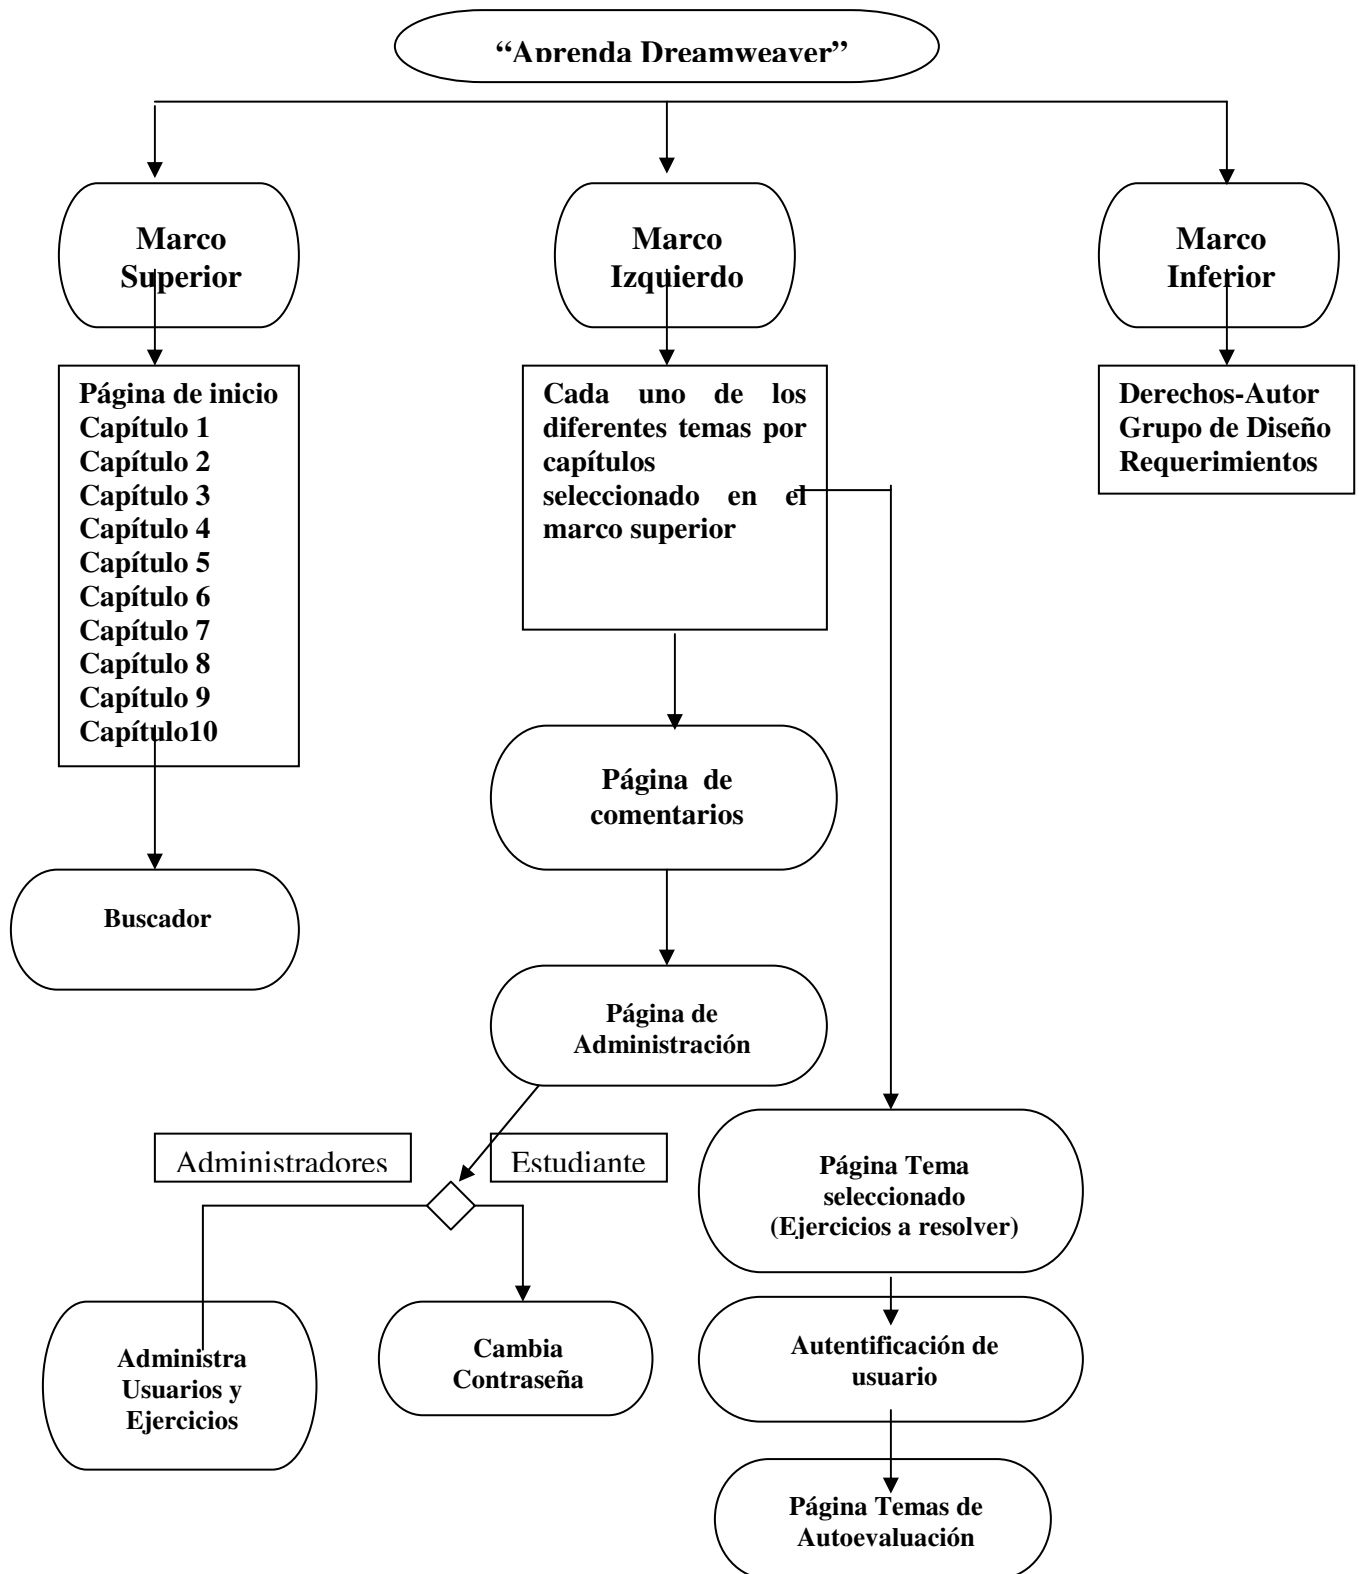 “Aprenda Dreamweaver”
Marco
Superior
Marco
Izquierdo
Marco
Inferior
Página de inicio
Capítulo 1
Capítulo 2
Capítulo 3
Capítulo 4
Capítulo 5
Capítulo 6
Capítulo 7
Capítulo 8
Capítulo 9
Capítulo10
Cada uno de los
diferentes temas por
capítulos
seleccionado en el
marco superior
Derechos-Autor
Grupo de Diseño
Requerimientos
Página de
comentarios
Buscador
Página de
Administración
Administradores
Estudiante
Página Tema
seleccionado
(Ejercicios a resolver)
Administra
Usuarios y
Ejercicios
Cambia
Contraseña
Autentificación de
usuario
Página Temas de
Autoevaluación